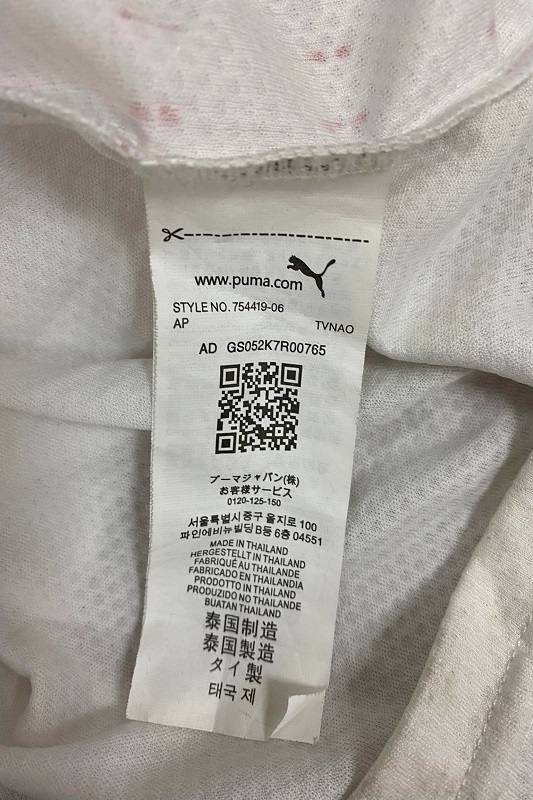 www.puma.com
STYLE NO. 754419-06
AP TVNAO
AD GS052K7R00765
プーマジャパン(株)
お客様サービス
0120-125-150
서울특별시중구 을지로 100
파인에비뉴빌딩 B동 6층 04551
MADE IN THAILAND
HERGESTELLT IN THAILAND
FABRIQUÉ AU THAILANDE
FABRICADO EN THAILANDIA
PRODOTTO IN THAILAND
PRODUZIDO NO THAILAND
BUATAN THAILAND
泰国制造
泰国製造
タイ製
태국 제